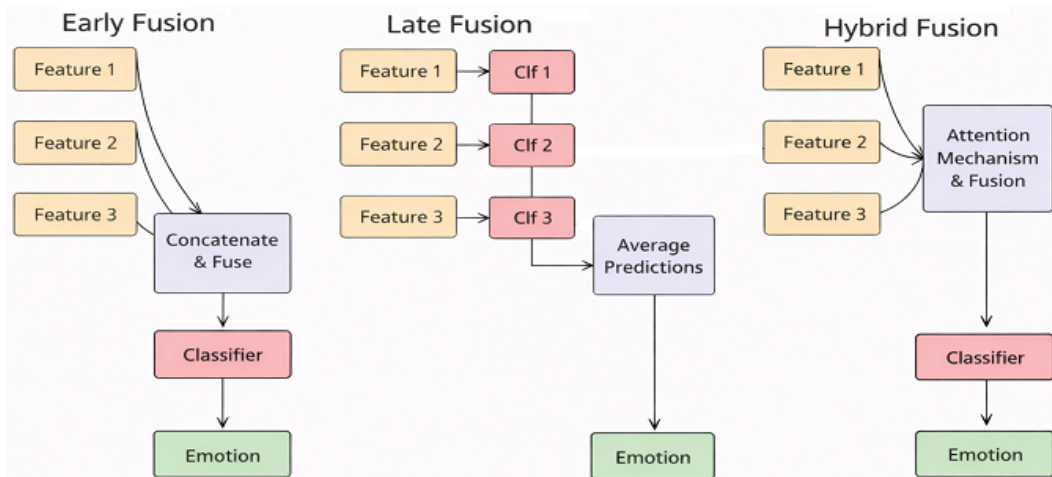 Early Fusion
Feature 1
Feature 2
Feature 3
Concatenate
& Fuse
Classifier
Emotion
Late Fusion
Feature 1
Clf 1
Feature 2
Clf 2
Feature 3
Clf 3
Average
Predictions
Emotion
Hybrid Fusion
Feature 1
Feature 2
Feature 3
Attention
Mechanism
& Fusion
Classifier
Emotion